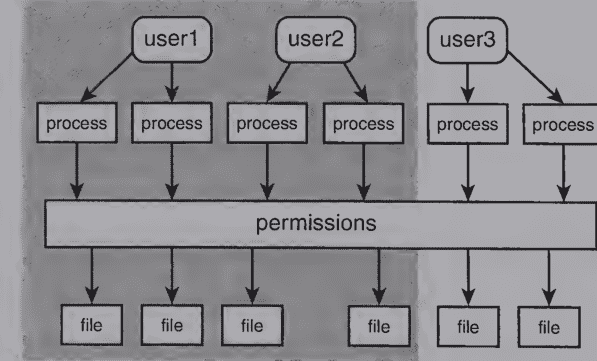 user1 user2 user3
process process process process process process
permissions
file file file file file file